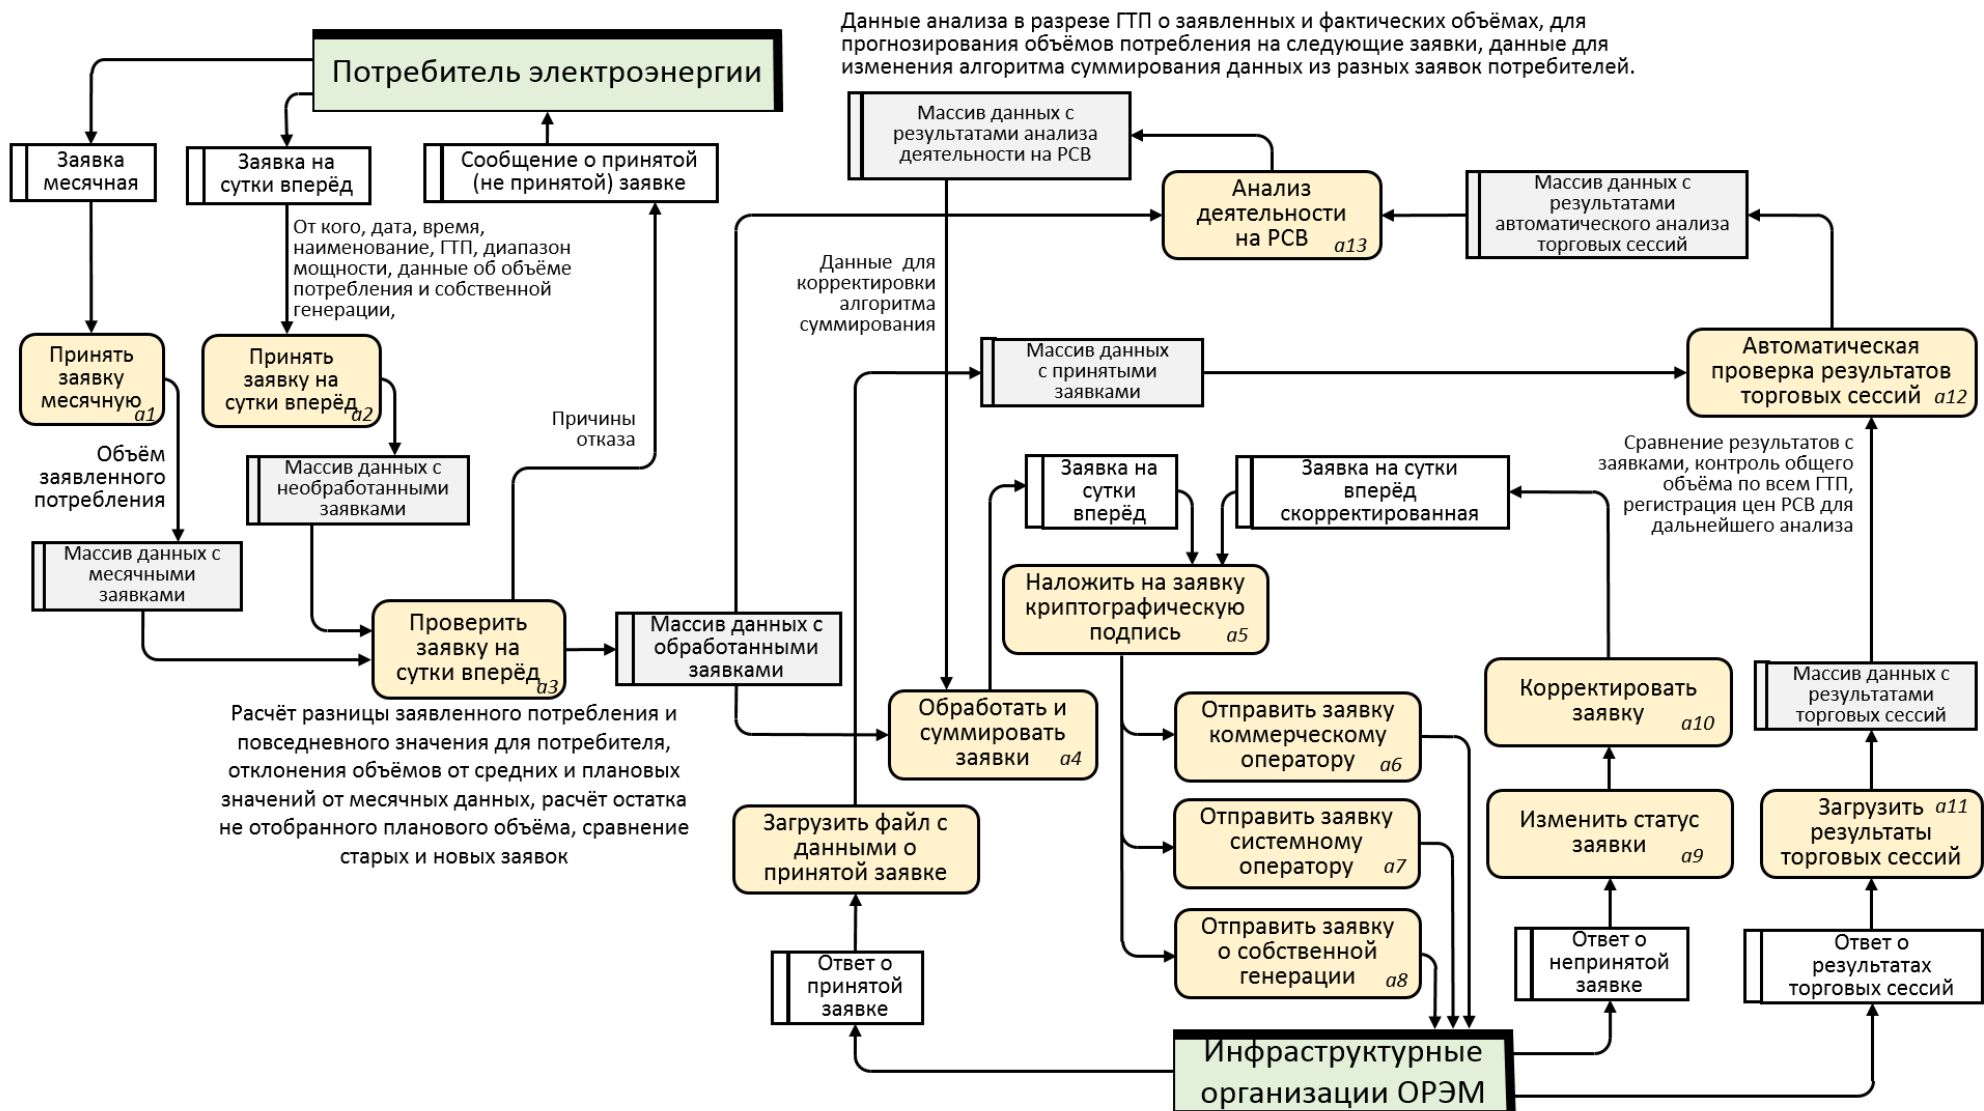 Данные анализа в разрезе ГТП о заявленных и фактических объёмах, для
прогнозирования объёмов потребления на следующие заявки, данные для
изменения алгоритма суммирования данных из разных заявок потребителей.
Потребитель электроэнергии
Заявка
месячная
Заявка на
сутки вперёд
Сообщение о принятой
(не принятой) заявке
Массив данных с
результатами анализа
деятельности на РСВ
Анализ
деятельности
на РСВ
a13
Массив данных с
результатами
автоматического анализа
торговых сессий
От кого, дата, время,
наименование, ГТП, диапазон
мощности, данные об объёме
потребления и собственной
генерации,
Данные для
корректировки
алгоритма
суммирования
Принять
заявку
месячную
a1
Принять
заявку на
сутки вперёд
a2
Массив данных
с принятыми
заявками
Автоматическая
проверка результатов
торговых сессий
a12
Причины
отказа
Объём
заявленного
потребления
Массив данных с
необработанными
заявками
Заявка на
сутки
вперёд
Заявка на сутки
вперёд
скорректированная
Сравнение результатов с
заявками, контроль общего
объёма по всем ГТП,
регистрация цен РСВ для
дальнейшего анализа
Массив данных с
месячными
заявками
Проверить
заявку на
сутки вперёд
a3
Массив данных с
обработанными
заявками
Наложить на заявку
криптографическую
подпись
a5
Расчёт разницы заявленного потребления и
повседневного значения для потребителя,
отклонения объёмов от средних и плановых
значений от месячных данных, расчёт остатка
не отобранного планового объёма, сравнение
старых и новых заявок
Обработать и
суммировать
заявки
a4
Отправить заявку
коммерческому
оператору
a6
Корректировать
заявку
a10
Массив данных с
результатами
торговых сессий
Загрузить файл с
данными о
принятой заявке
Отправить заявку
системному
оператору
a7
Изменить статус
заявки
a9
Загрузить
a11
результаты
торговых сессий
Отправить заявку
о собственной
генерации
a8
Ответ о
принятой
заявке
Ответ о
непринятой
заявке
Ответ о
результатах
торговых сессий
Инфраструктурные
организации ОРЭМ